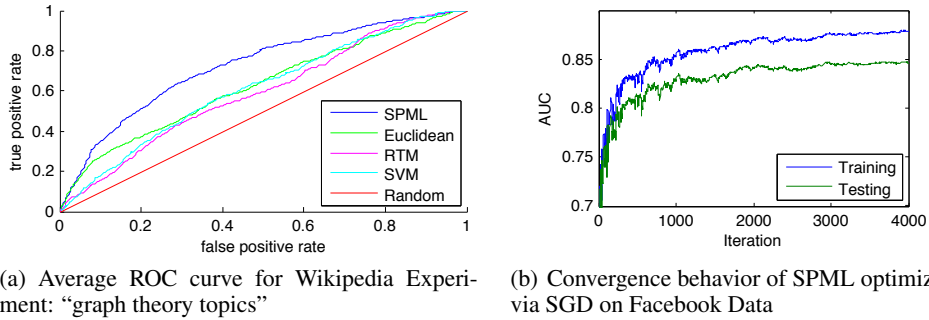 1
0.8
0.6
0.4
0.2
0
true positive rate
0
0.2
0.4
0.6
0.8
1
false positive rate
SPML
Euclidean
RTM
SVM
Random
(a) Average ROC curve for Wikipedia Experi-
ment: “graph theory topics”
0.85
0.8
0.75
0.7
AUC
0
1000
2000
3000
4000
Iteration
Training
Testing
(b) Convergence behavior of SPML optimiz
via SGD on Facebook Data